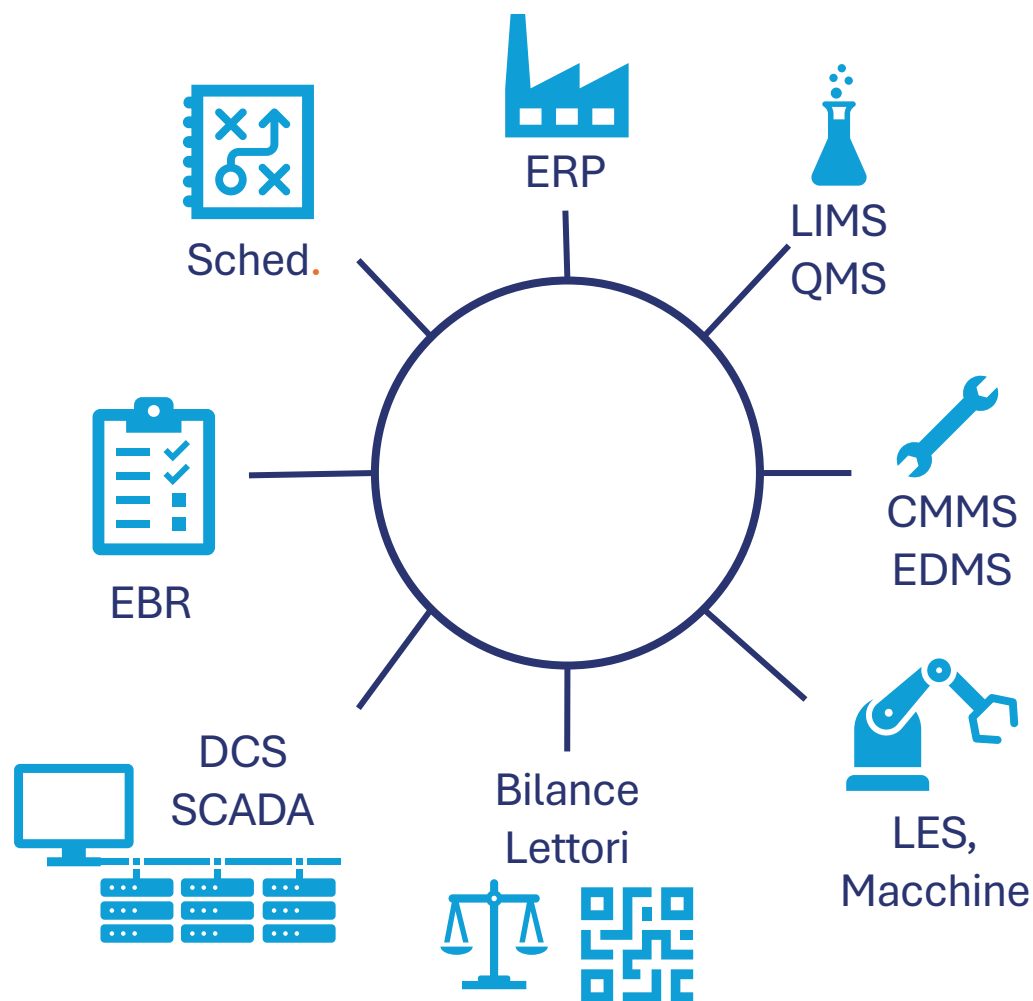 ERP
LIMS
QMS
Sched.
CMMS
EDMS
EBR
DCS
SCADA
Bilance
Lettori
LES,
Macchine